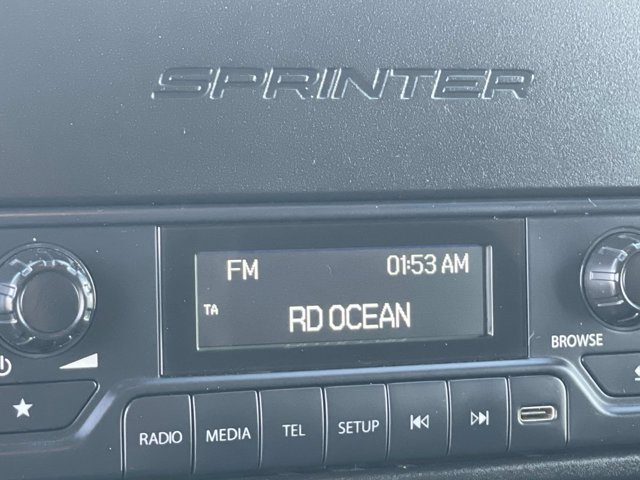 SPRINTER
FM 01:53 AM
TA
RD OCEAN
BROWSE
RADIO MEDIA TEL SETUP